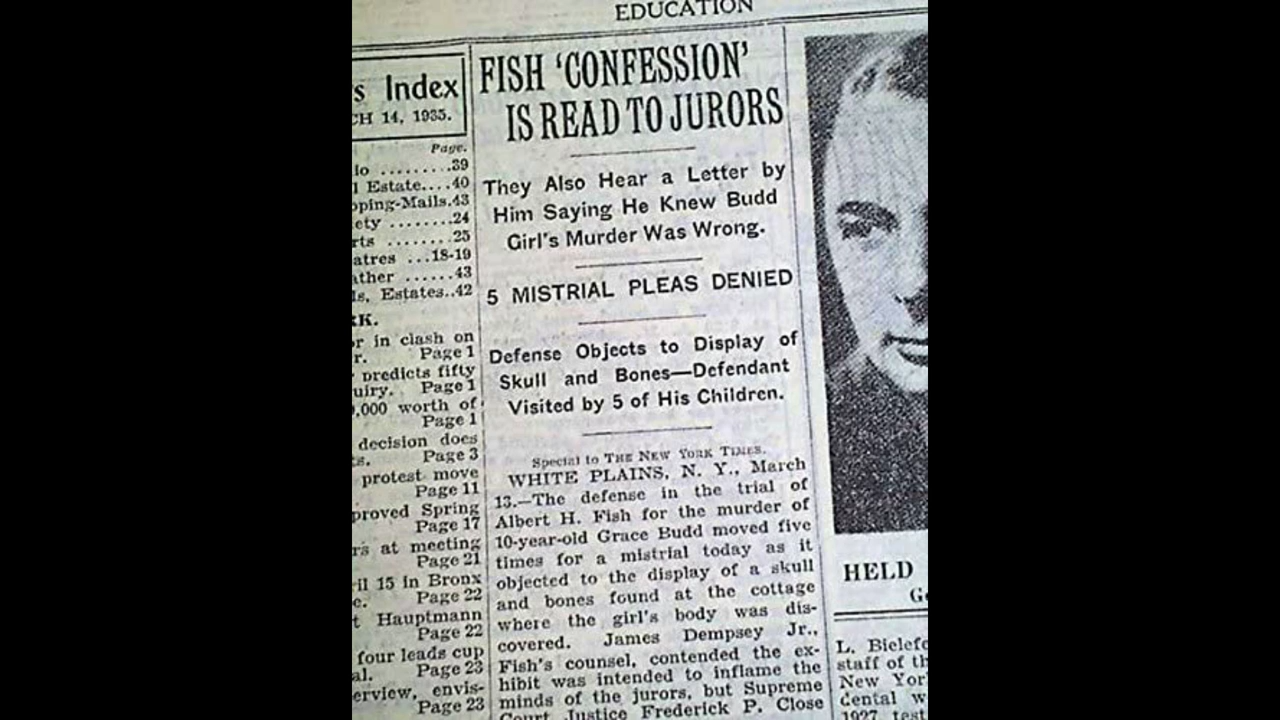 EDUCATION
s Index
CH 14, 1935.
Page.
io .........39
l Estate....40
pping-Mails.43
ety ........24
rts ........25
atres ...18-19
ather ......43
ls, Estates..42
RK.
or in clash on
r. Page 1
predicts fifty
uiry. Page 1
,000 worth of
Page 1
decision does
ts. Page 3
protest move
Page 11
proved Spring
Page 17
rs at meeting
Page 21
ril 15 in Bronx
e. Page 22
t Hauptmann
Page 22
four leads cup
al. Page 23
erview, envis-
Page 23
FISH 'CONFESSION'
IS READ TO JURORS
They Also Hear a Letter by
Him Saying He Knew Budd
Girl's Murder Was Wrong.
5 MISTRIAL PLEAS DENIED
Defense Objects to Display of
Skull and Bones—Defendant
Visited by 5 of His Children.
Special to THE NEW YORK TIMES.
WHITE PLAINS, N. Y., March
13.—The defense in the trial of
Albert H. Fish for the murder of
10-year-old Grace Budd moved five
times for a mistrial today as it
objected to the display of a skull
and bones found at the cottage
where the girl's body was dis-
covered. James Dempsey Jr.,
Fish's counsel, contended the ex-
hibit was intended to inflame the
minds of the jurors, but Supreme
Court Justice Frederick P. Close
HELD
G
L. Bielefe
staff of th
New Yor
dental w
1927 test